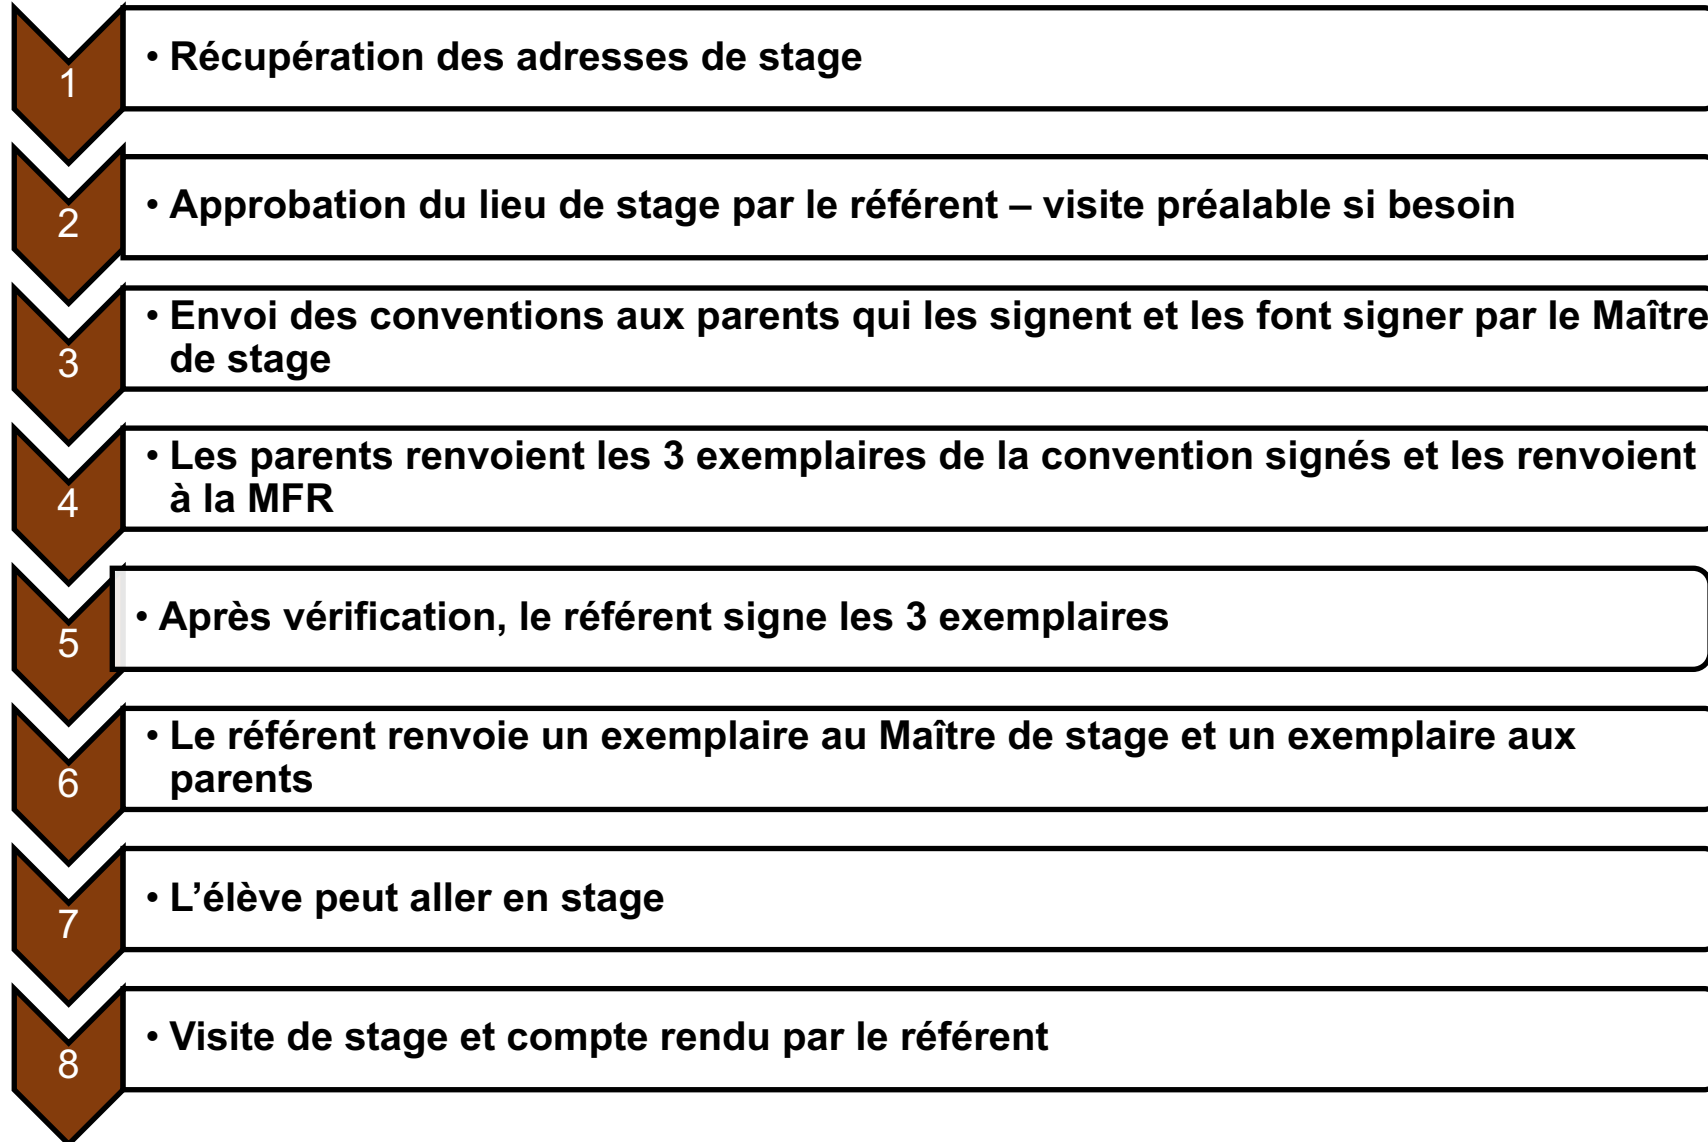 1
• Récupération des adresses de stage
2
• Approbation du lieu de stage par le référent – visite préalable si besoin
3
• Envoi des conventions aux parents qui les signent et les font signer par le Maître
de stage
4
• Les parents renvoient les 3 exemplaires de la convention signés et les renvoient
à la MFR
5
• Après vérification, le référent signe les 3 exemplaires
6
• Le référent renvoie un exemplaire au Maître de stage et un exemplaire aux
parents
7
• L’élève peut aller en stage
8
• Visite de stage et compte rendu par le référent